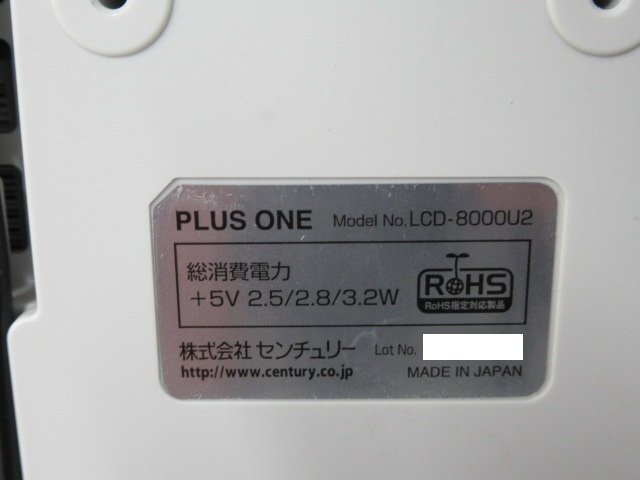 PLUS ONE Model No.LCD-8000U2
総消費電力
+5V 2.5/2.8/3.2W
RoHS
RoHS指定対応製品
株式会社 センチュリー Lot No.
http://www.century.co.jp MADE IN JAPAN